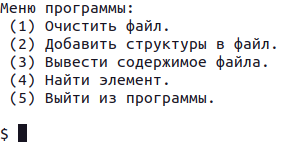 Меню программы:
(1) Очистить файл.
(2) Добавить структуры в файл.
(3) Вывести содержимое файла.
(4) Найти элемент.
(5) Выйти из программы.
$